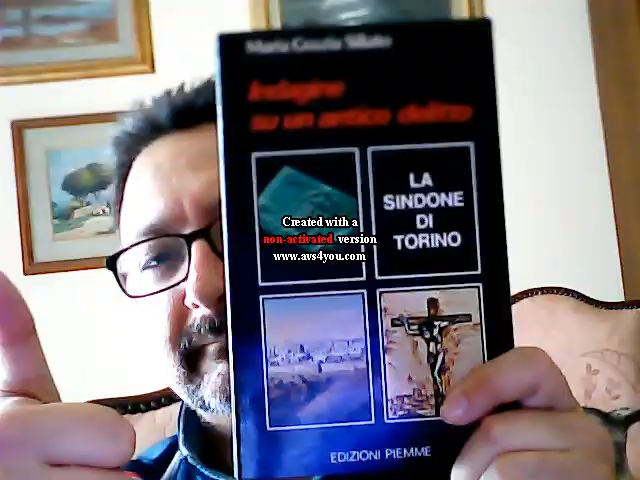 Maria Grazia Siliato
Indagine
su un antico delitto
LA
SINDONE
DI
TORINO
Created with a
non-activated version
www.avs4you.com
EDIZIONI PIEMME